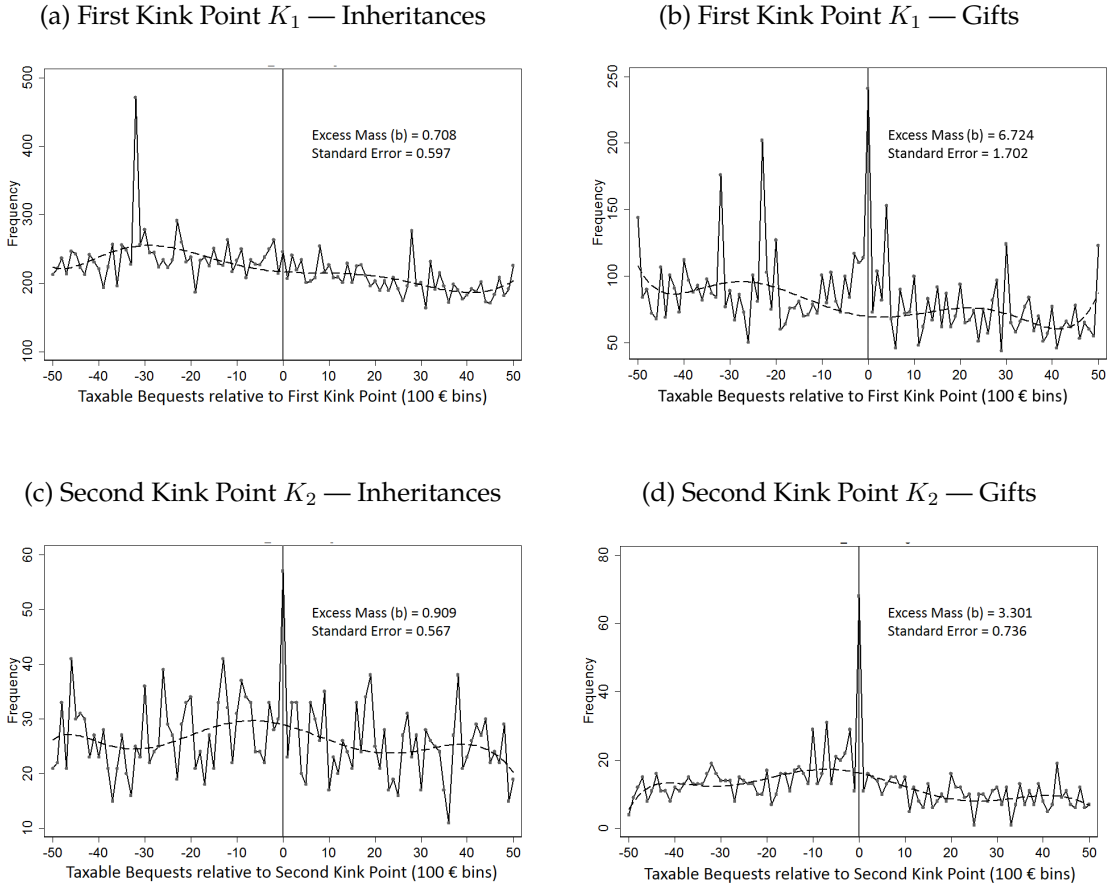 (a) First Kink Point K₁ — Inheritances
500
400
300
200
100
Frequency
Excess Mass (b) = 0.708
Standard Error = 0.597
-50 -40 -30 -20 -10 0 10 20 30 40 50
Taxable Bequests relative to First Kink Point (100 € bins)
(b) First Kink Point K₁ — Gifts
250
200
150
100
50
Frequency
Excess Mass (b) = 6.724
Standard Error = 1.702
-50 -40 -30 -20 -10 0 10 20 30 40 50
Taxable Bequests relative to First Kink Point (100 € bins)
(c) Second Kink Point K₂ — Inheritances
60
50
40
30
20
10
Frequency
Excess Mass (b) = 0.909
Standard Error = 0.567
-50 -40 -30 -20 -10 0 10 20 30 40 50
Taxable Bequests relative to Second Kink Point (100 € bins)
(d) Second Kink Point K₂ — Gifts
80
60
40
20
0
Frequency
Excess Mass (b) = 3.301
Standard Error = 0.736
-50 -40 -30 -20 -10 0 10 20 30 40 50
Taxable Bequests relative to Second Kink Point (100 € bins)